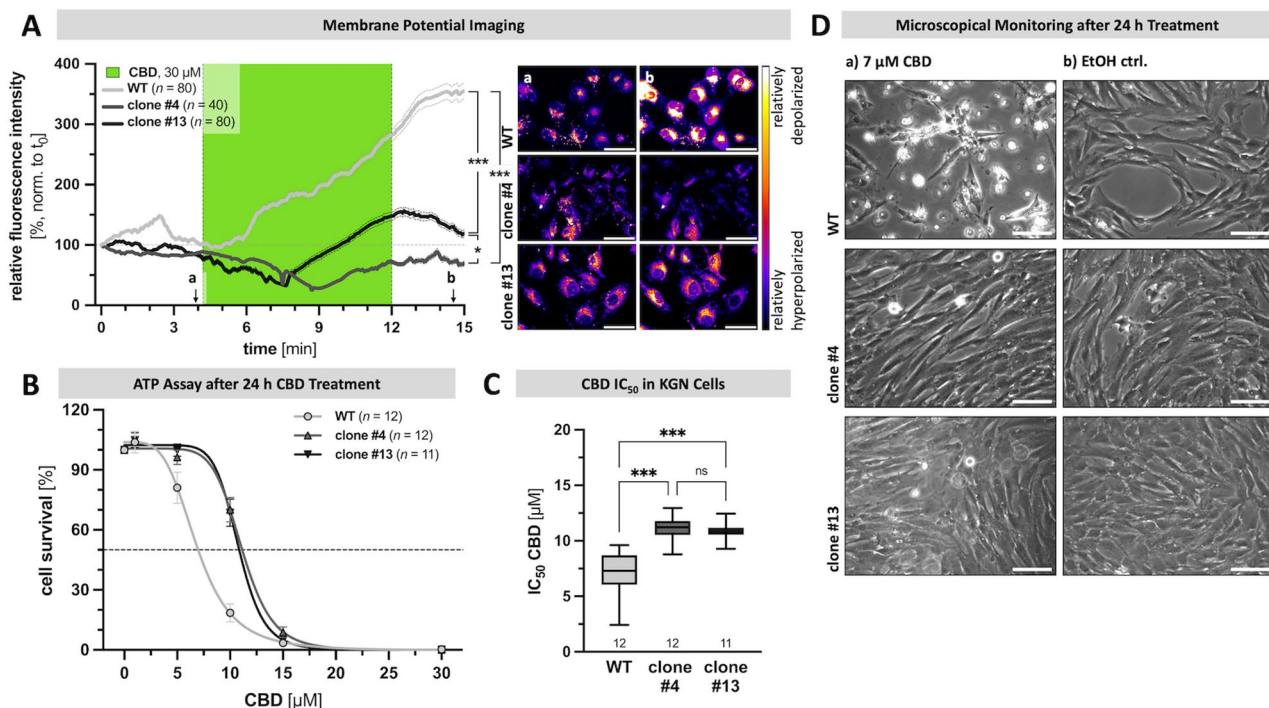 A
Membrane Potential Imaging
relative fluorescence intensity
[%, norm. to t₀]
400
300
200
100
0
CBD, 30 µM
WT (n = 80)
clone #4 (n = 40)
clone #13 (n = 80)
a
b
***
***
*
0
3
6
9
12
15
time [min]
a
b
WT
clone #4
clone #13
relatively
depolarized
relatively
hyperpolarized
B
ATP Assay after 24 h CBD Treatment
WT (n = 12)
clone #4 (n = 12)
clone #13 (n = 11)
cell survival [%]
120
90
60
30
0
0
5
10
15
20
25
30
CBD [µM]
C
CBD IC₅₀ in KGN Cells
IC₅₀ CBD [µM]
20
15
10
5
0
***
***
ns
12
12
11
WT
clone
#4
clone
#13
D
Microscopical Monitoring after 24 h Treatment
a) 7 µM CBD
b) EtOH ctrl.
WT
clone #4
clone #13